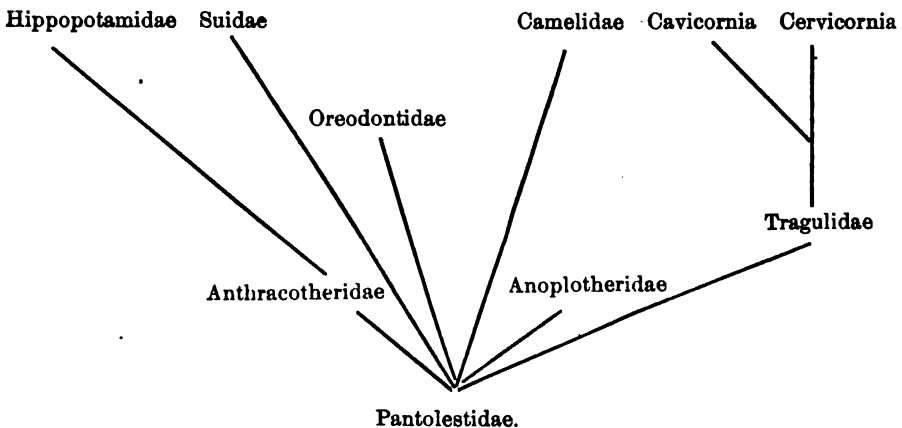 Hippopotamidae Suidae Camelidae Cavicornia Cervicornia
Oreodontidae
Tragulidae
Anthracotheridae Anoplotheridae
Pantolestidae.